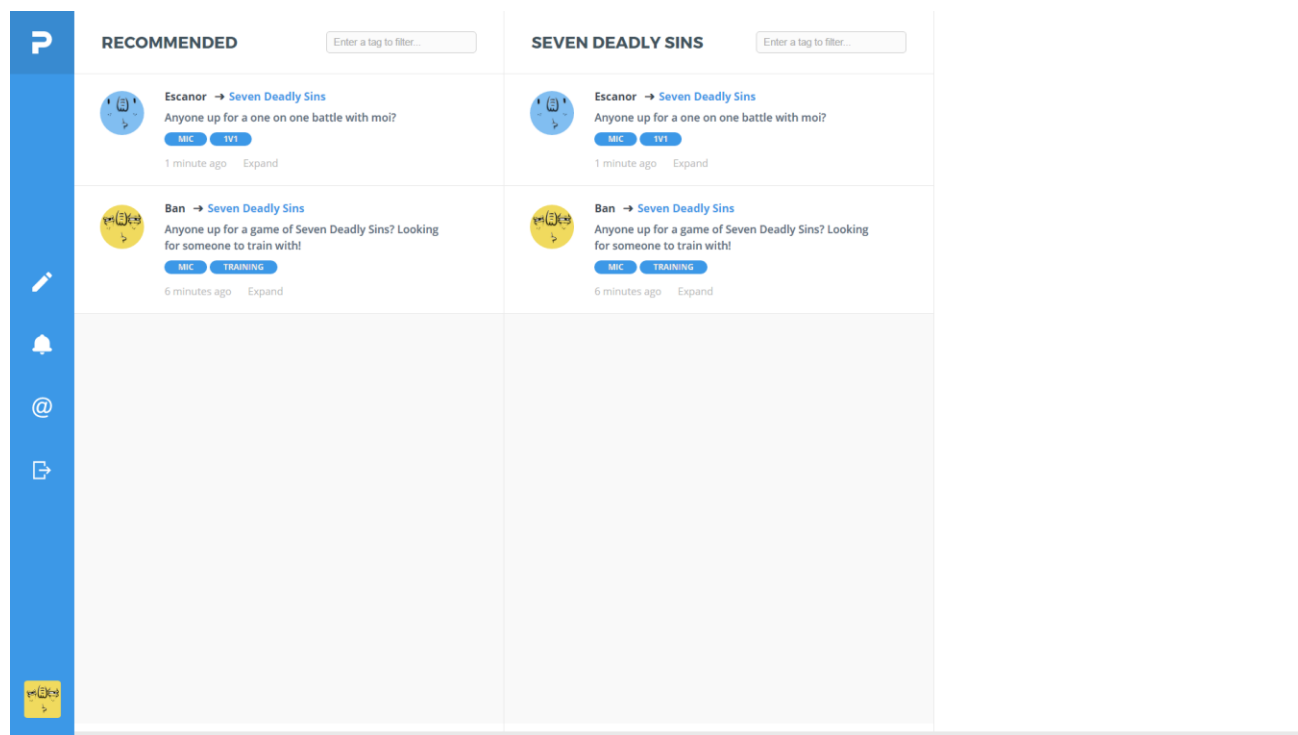 RECOMMENDED
Enter a tag to filter...
Escanor → Seven Deadly Sins
Anyone up for a one on one battle with moi?
MIC 1V1
1 minute ago Expand
Ban → Seven Deadly Sins
Anyone up for a game of Seven Deadly Sins? Looking
for someone to train with!
MIC TRAINING
6 minutes ago Expand
SEVEN DEADLY SINS
Enter a tag to filter...
Escanor → Seven Deadly Sins
Anyone up for a one on one battle with moi?
MIC 1V1
1 minute ago Expand
Ban → Seven Deadly Sins
Anyone up for a game of Seven Deadly Sins? Looking
for someone to train with!
MIC TRAINING
6 minutes ago Expand
@